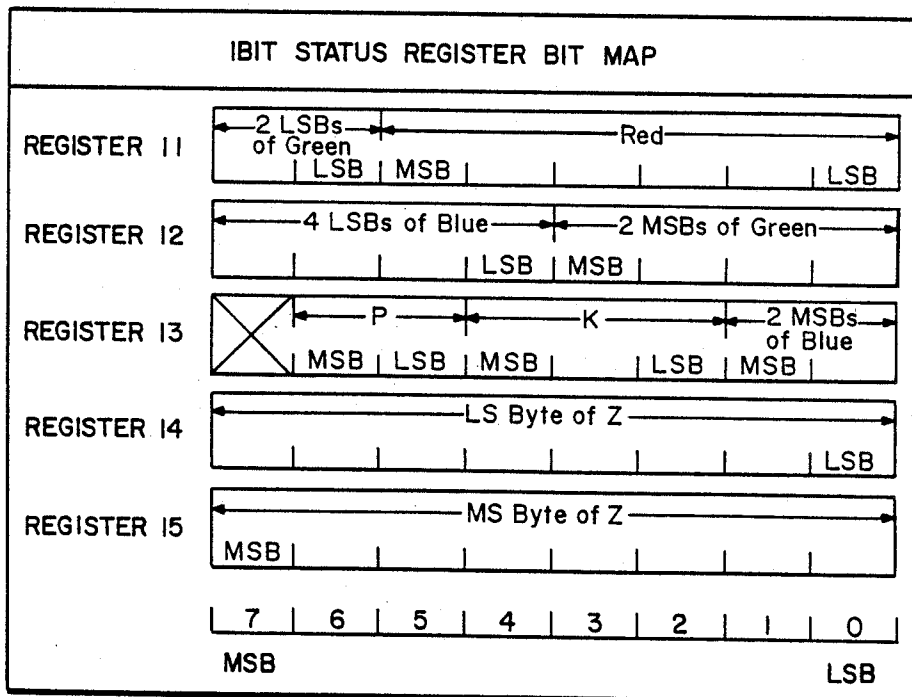 IBIT STATUS REGISTER BIT MAP
REGISTER 11
2 LSBs of Green
Red
LSB MSB LSB
REGISTER 12
4 LSBs of Blue
2 MSBs of Green
LSB MSB
REGISTER 13
P
K
2 MSBs of Blue
MSB LSB MSB LSB MSB
REGISTER 14
LS Byte of Z
LSB
REGISTER 15
MS Byte of Z
MSB
7 6 5 4 3 2 1 0
MSB LSB